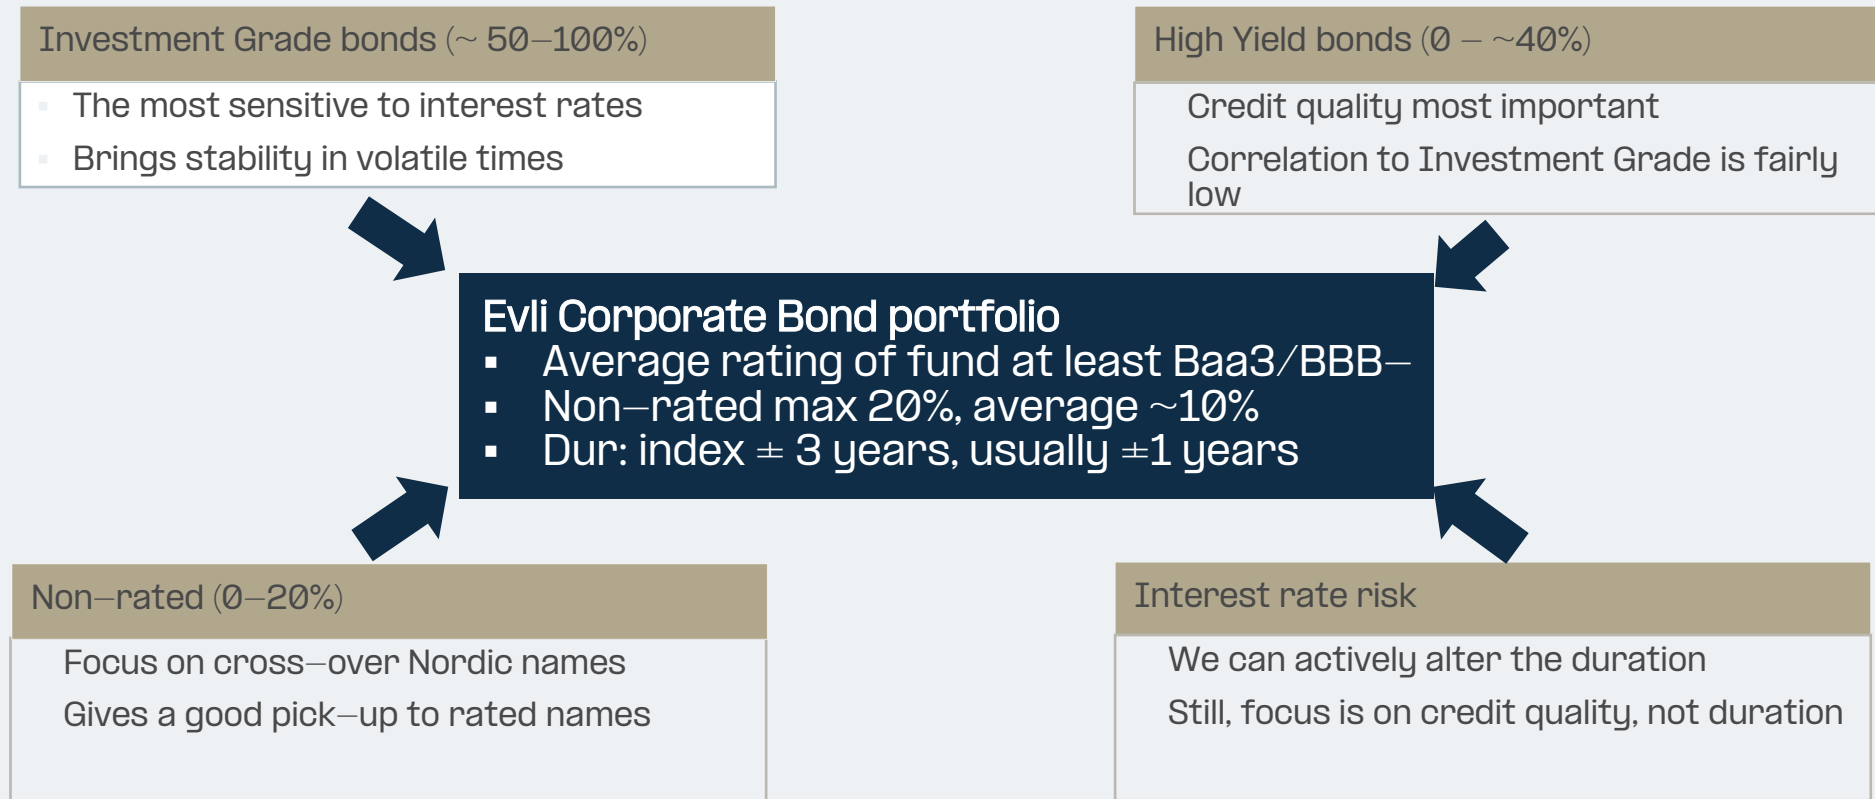 Investment Grade bonds (~ 50–100%)
▪ The most sensitive to interest rates
▪ Brings stability in volatile times
High Yield bonds (0 – ~40%)
Credit quality most important
Correlation to Investment Grade is fairly
low
Evli Corporate Bond portfolio
▪ Average rating of fund at least Baa3/BBB–
▪ Non–rated max 20%, average ~10%
▪ Dur: index ± 3 years, usually ±1 years
Non–rated (0–20%)
Focus on cross–over Nordic names
Gives a good pick–up to rated names
Interest rate risk
We can actively alter the duration
Still, focus is on credit quality, not duration